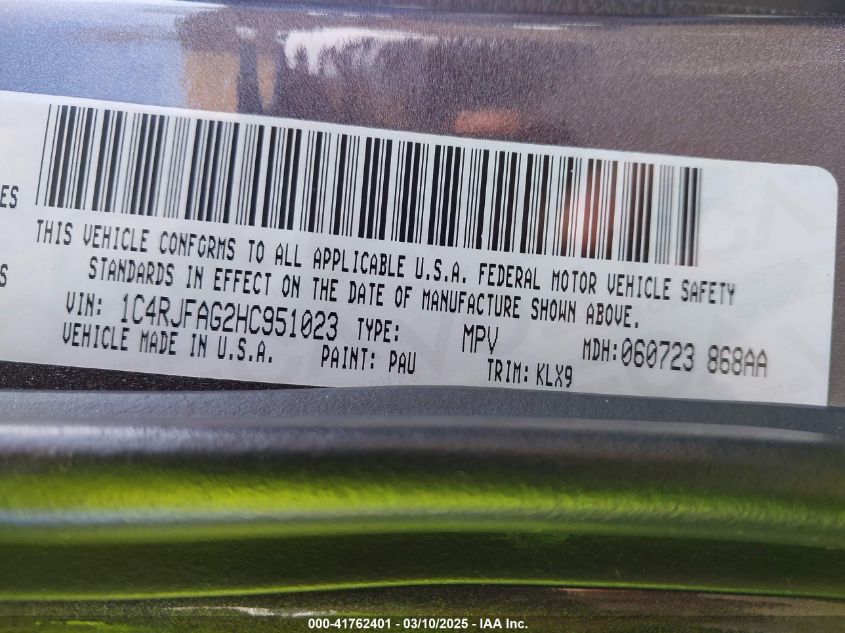 ES
THIS VEHICLE CONFORMS TO ALL APPLICABLE U.S.A. FEDERAL MOTOR VEHICLE SAFETY
S
STANDARDS IN EFFECT ON THE DATE OF MANUFACTURE SHOWN ABOVE.
VIN: 1C4RJFAG2HC951023 TYPE: MPV MDH: 060723 868AA
VEHICLE MADE IN U.S.A. PAINT: PAU TRIM: KLX9
000-41762401 - 03/10/2025 - IAA Inc.